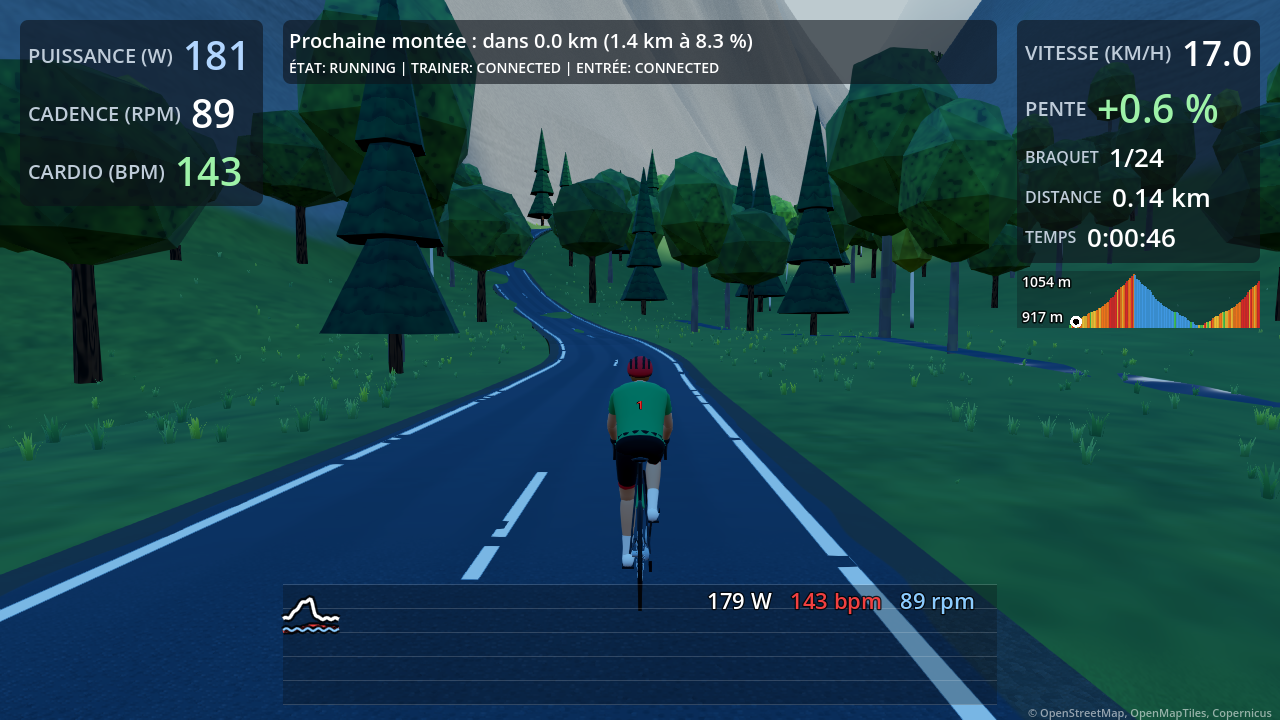 PUISSANCE (W) 181
CADENCE (RPM) 89
CARDIO (BPM) 143
Prochaine montée : dans 0.0 km (1.4 km à 8.3 %)
ÉTAT: RUNNING | TRAINER: CONNECTED | ENTRÉE: CONNECTED
VITESSE (KM/H) 17.0
PENTE +0.6 %
BRAQUET 1/24
DISTANCE 0.14 km
TEMPS 0:00:46
1054 m
917 m
1
179 W 143 bpm 89 rpm
© OpenStreetMap, OpenMapTiles, Copernicus